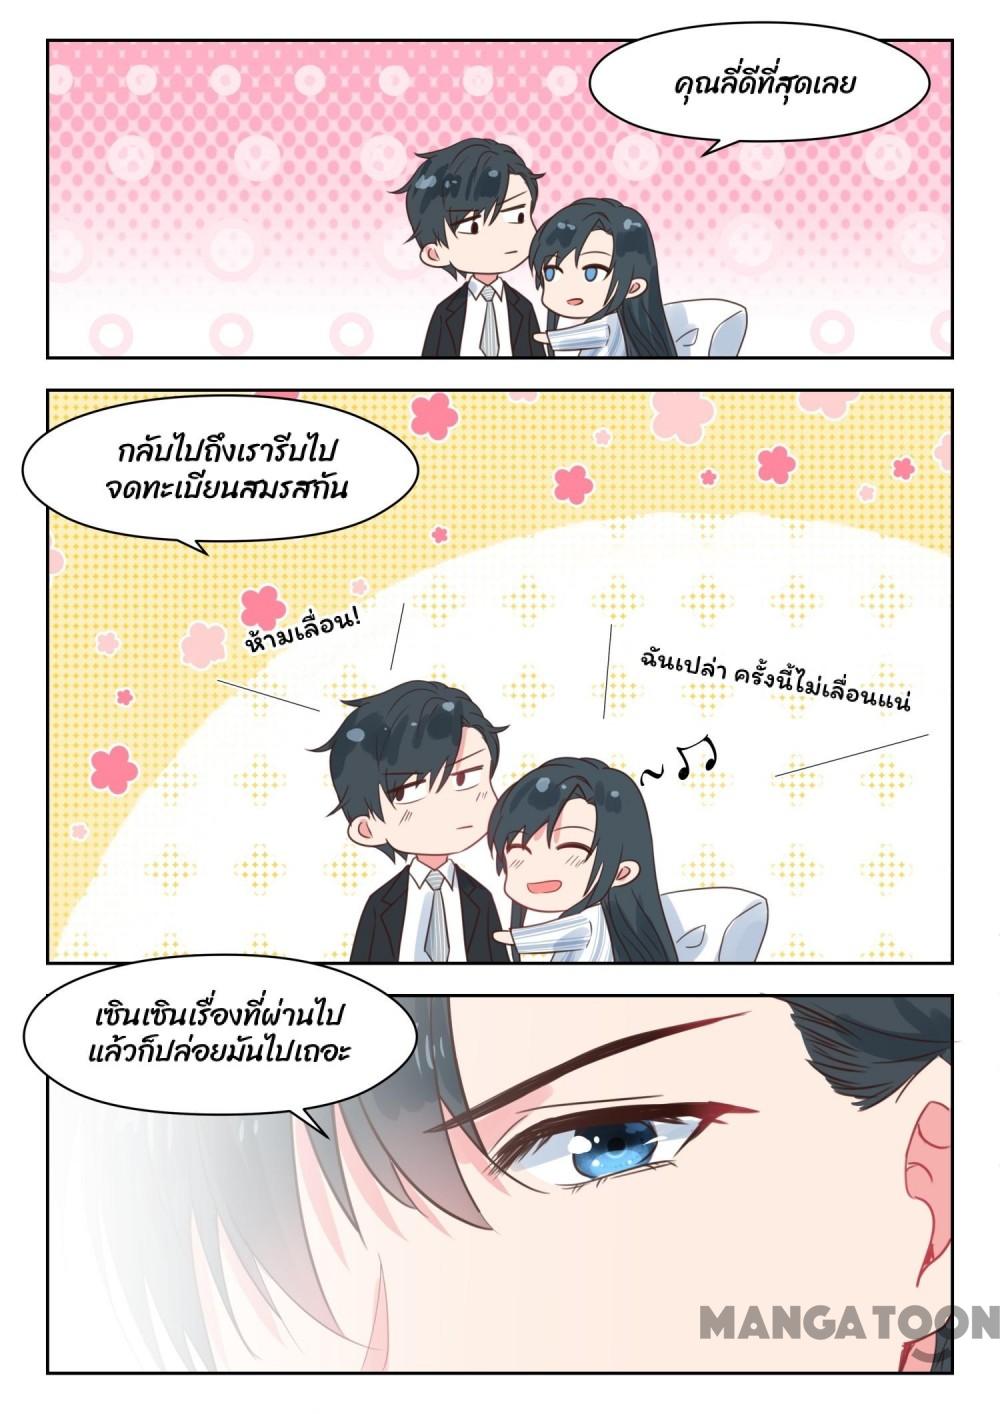 คุณลี่ดีที่สุดเลย
กลับไปถึงเรารีบไป
จดทะเบียนสมรสกัน
ห้ามเลื่อน!
ฉันเปล่า ครั้งนี้ไม่เลื่อนแน่
เซินเซินเรื่องที่ผ่านไป
แล้วก็ปล่อยมันไปเถอะ
MANGATOON